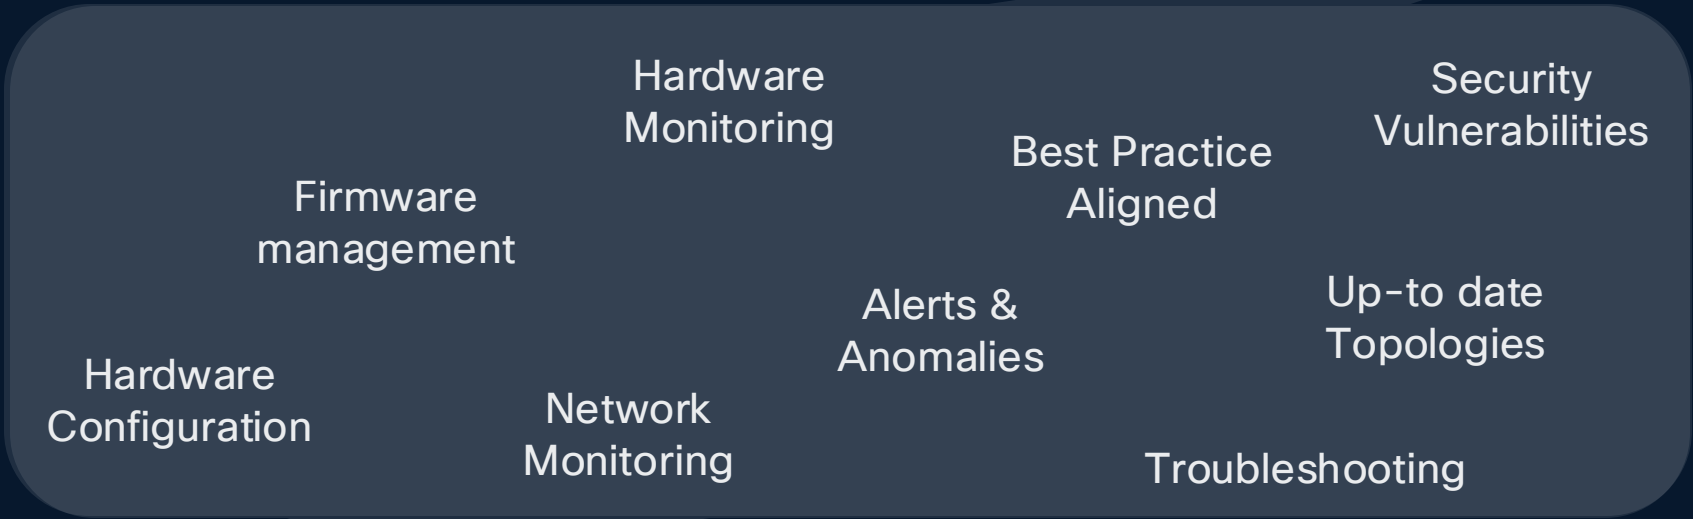 Hardware
Monitoring
Security
Vulnerabilities
Best Practice
Aligned
Firmware
management
Alerts &
Anomalies
Up-to date
Topologies
Hardware
Configuration
Network
Monitoring
Troubleshooting